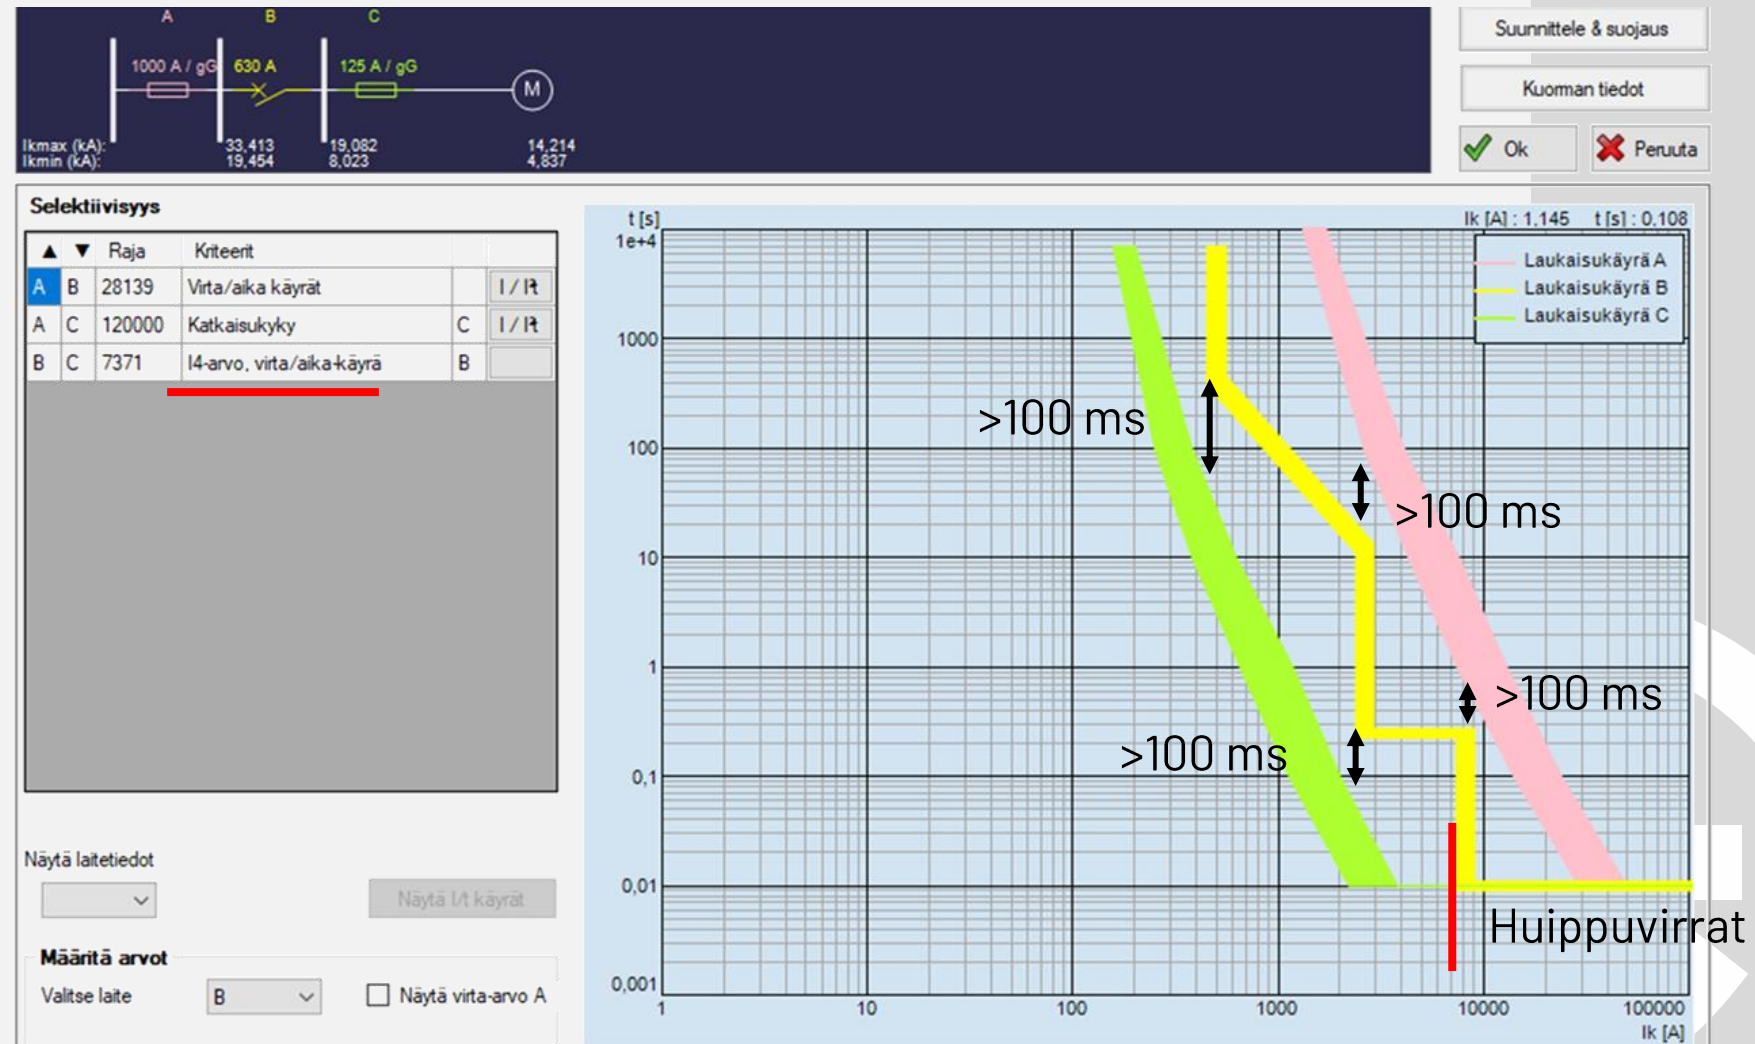 A B C
1000 A / gG 630 A 125 A / gG
M
Ikmax (kA): 33,413 19,082 14,214
Ikmin (kA): 19,454 8,023 4,837
Suunnittele & suojaus
Kuorman tiedot
Ok Peruuta
Selektiivisyys
▲ ▼ Raja Kriteerit
A B 28139 Virta/aika käyrät I / I²t
A C 120000 Katkaisukyky C I / I²t
B C 7371 I4-arvo, virta/aika-käyrä B
Näytä laitetiedot
Näytä I/t käyrät
Määritä arvot
Valitse laite B Näytä virta-arvo A
t [s] Ik [A] : 1,145 t [s] : 0,108
1e+4
1000
100
10
1
0,1
0,01
0,001
Laukaisukäyrä A
Laukaisukäyrä B
Laukaisukäyrä C
>100 ms
>100 ms
>100 ms
>100 ms
Huippuvirrat
1 10 100 1000 10000 100000
Ik [A]